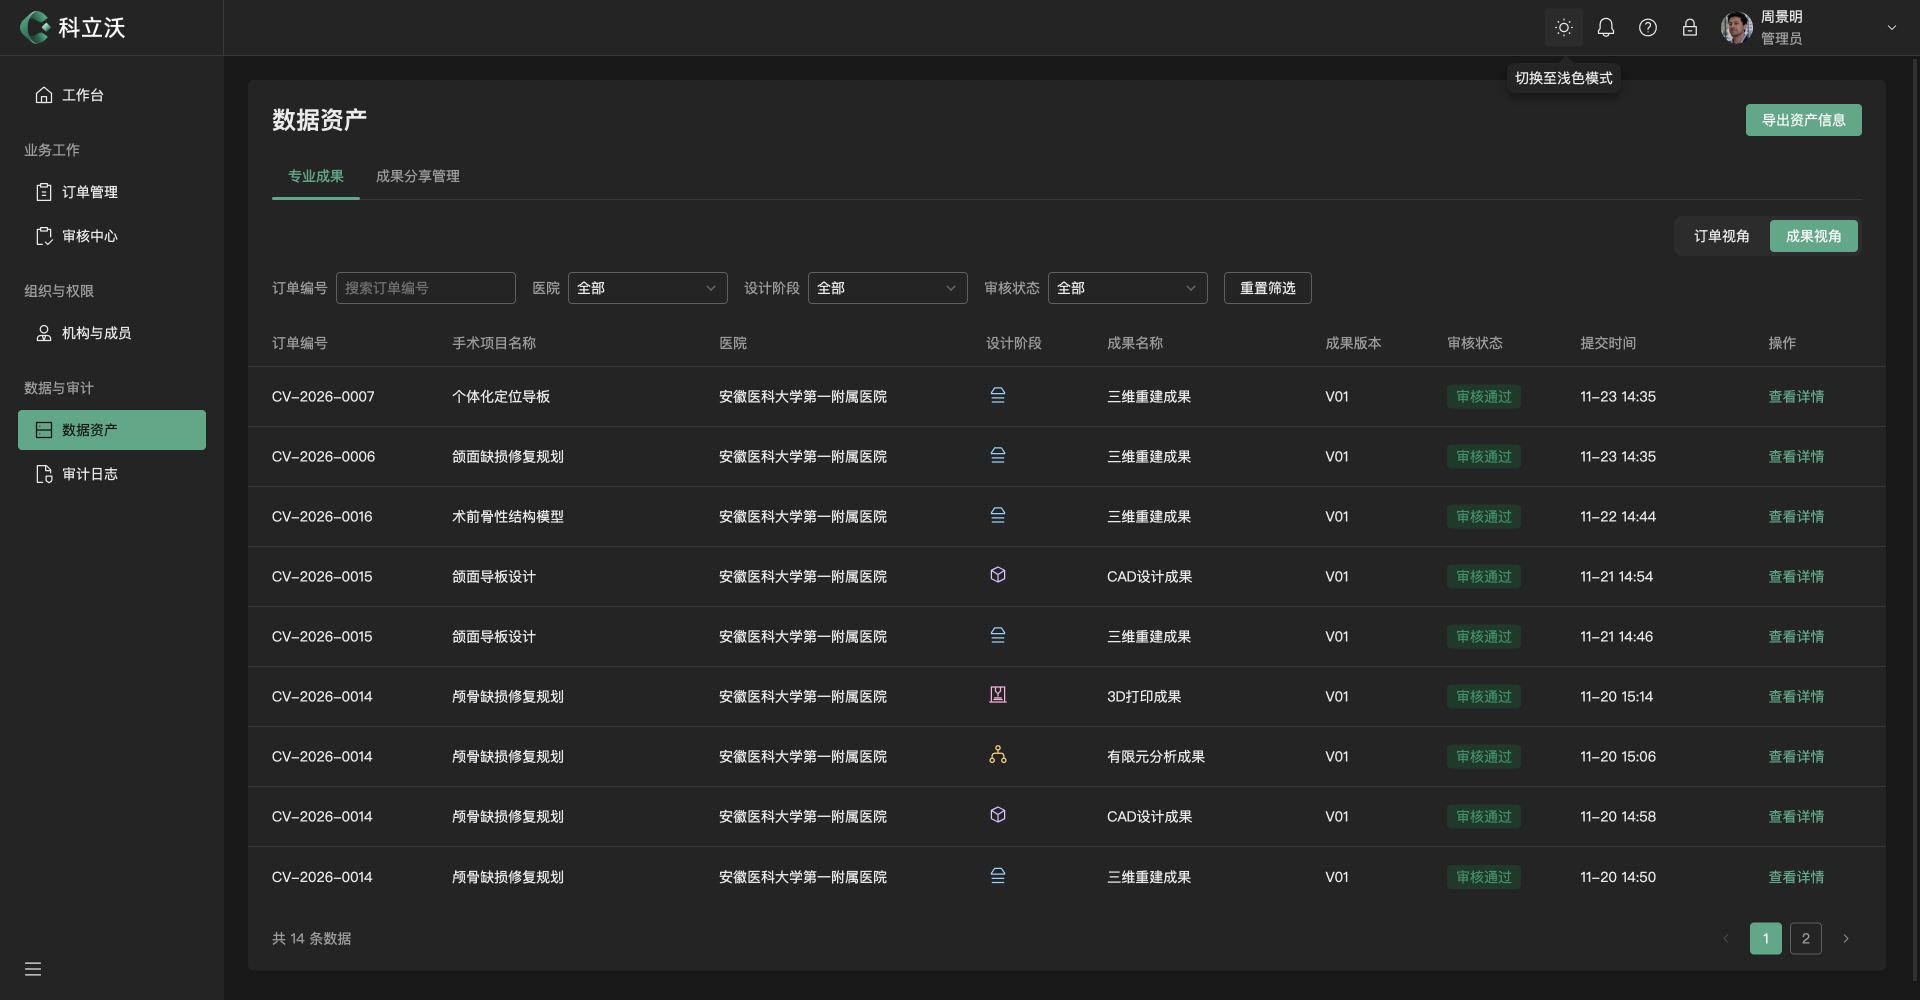 科立沃
周景明
管理员
切换至浅色模式
工作台
业务工作
订单管理
审核中心
组织与权限
机构与成员
数据与审计
数据资产
审计日志
数据资产
导出资产信息
专业成果 成果分享管理
订单视角 成果视角
订单编号 搜索订单编号 医院 全部 设计阶段 全部 审核状态 全部 重置筛选
订单编号 手术项目名称 医院 设计阶段 成果名称 成果版本 审核状态 提交时间 操作
CV-2026-0007 个体化定位导板 安徽医科大学第一附属医院 三维重建成果 V01 审核通过 11-23 14:35 查看详情
CV-2026-0006 颌面缺损修复规划 安徽医科大学第一附属医院 三维重建成果 V01 审核通过 11-23 14:35 查看详情
CV-2026-0016 术前骨性结构模型 安徽医科大学第一附属医院 三维重建成果 V01 审核通过 11-22 14:44 查看详情
CV-2026-0015 颌面导板设计 安徽医科大学第一附属医院 CAD设计成果 V01 审核通过 11-21 14:54 查看详情
CV-2026-0015 颌面导板设计 安徽医科大学第一附属医院 三维重建成果 V01 审核通过 11-21 14:46 查看详情
CV-2026-0014 颅骨缺损修复规划 安徽医科大学第一附属医院 3D打印成果 V01 审核通过 11-20 15:14 查看详情
CV-2026-0014 颅骨缺损修复规划 安徽医科大学第一附属医院 有限元分析成果 V01 审核通过 11-20 15:06 查看详情
CV-2026-0014 颅骨缺损修复规划 安徽医科大学第一附属医院 CAD设计成果 V01 审核通过 11-20 14:58 查看详情
CV-2026-0014 颅骨缺损修复规划 安徽医科大学第一附属医院 三维重建成果 V01 审核通过 11-20 14:50 查看详情
共 14 条数据
1 2